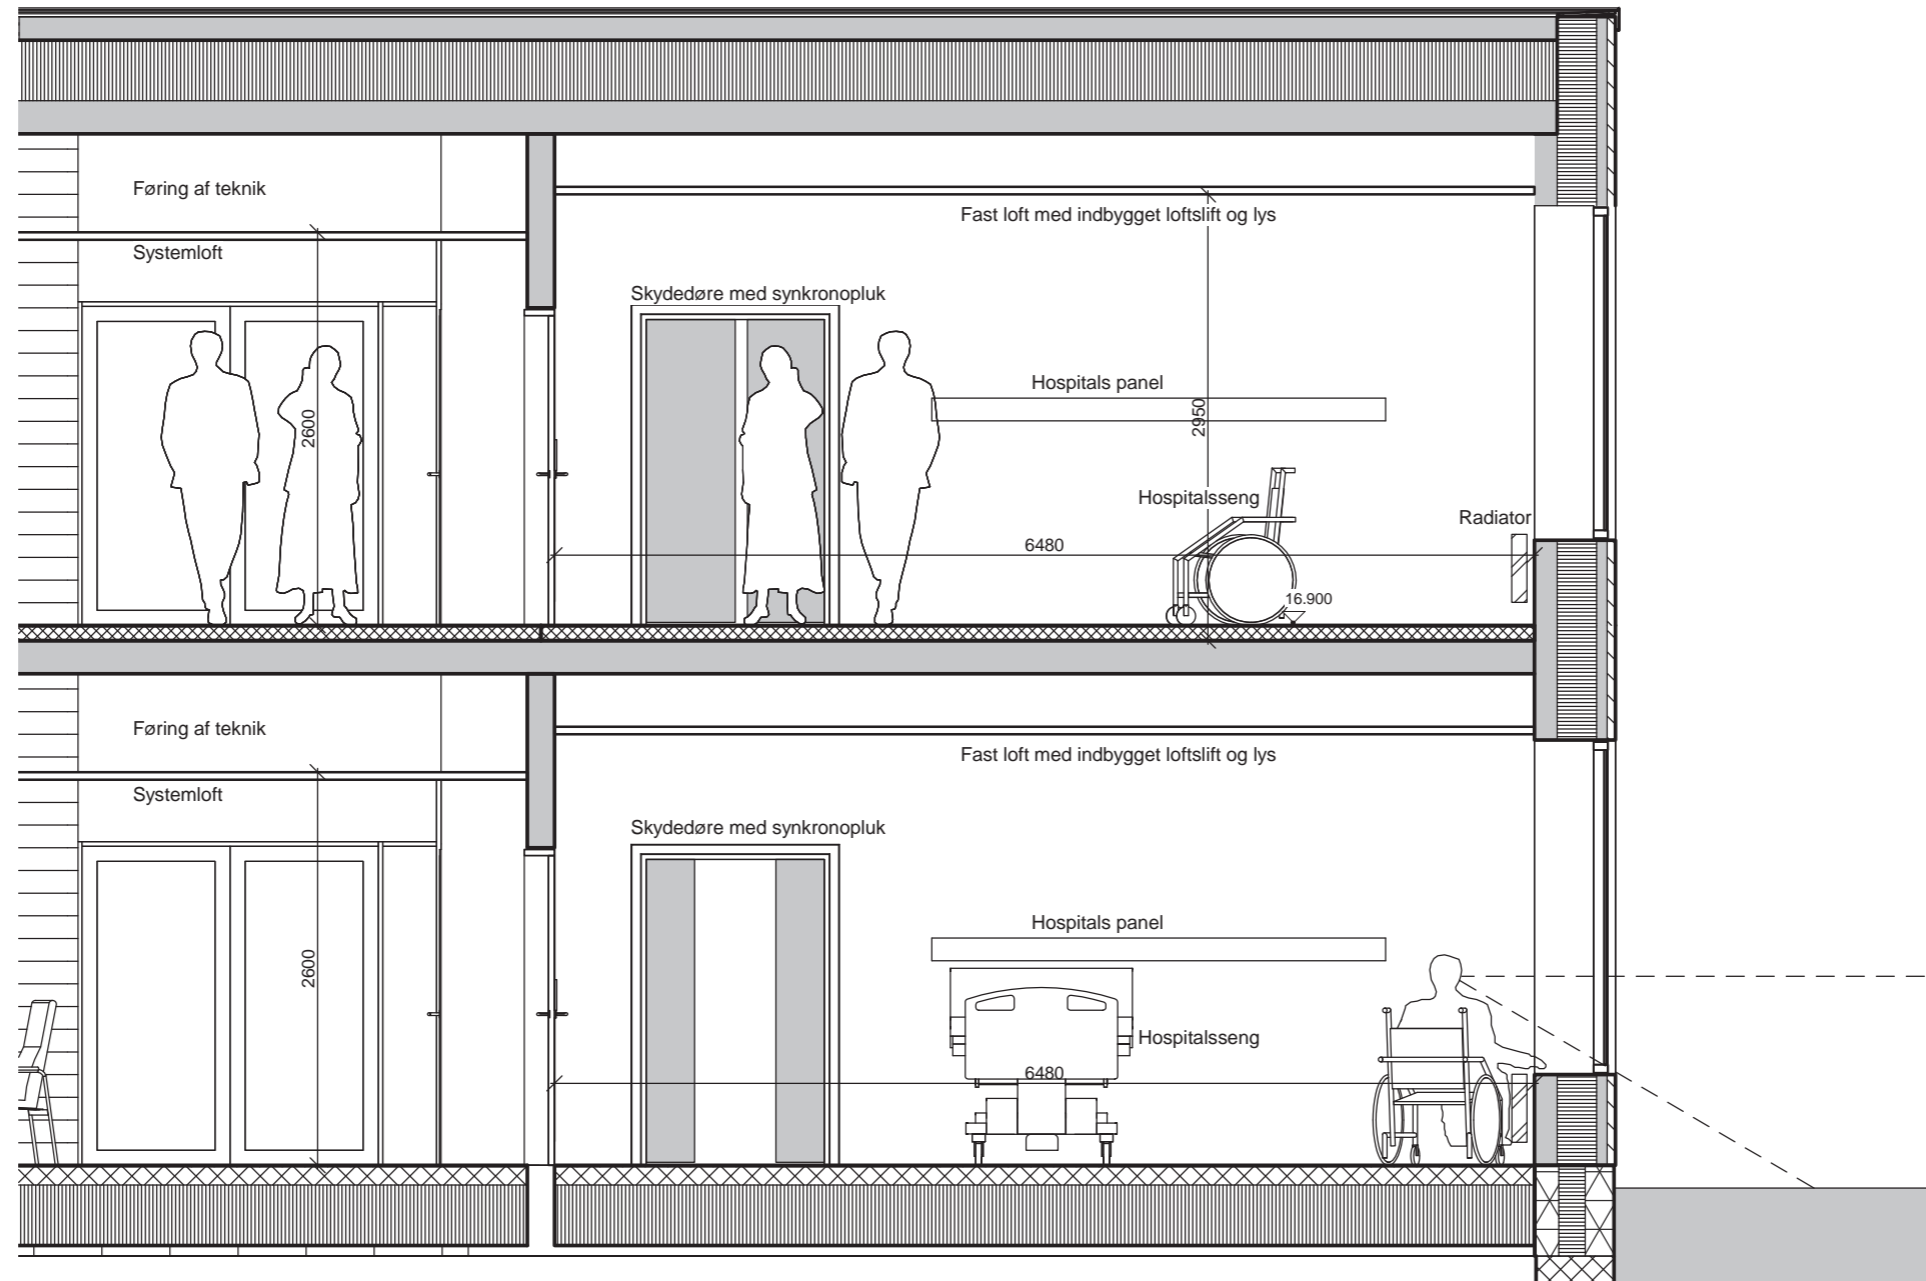 Føring af teknik
Fast loft med indbygget loftslift og lys
Systemloft
Skydedøre med synkronopluk
Hospitals panel
2600
2950
Hospitalsseng
Radiator
6480
16.900
Føring af teknik
Fast loft med indbygget loftslift og lys
Systemloft
Skydedøre med synkronopluk
Hospitals panel
2600
Hospitalsseng
6480